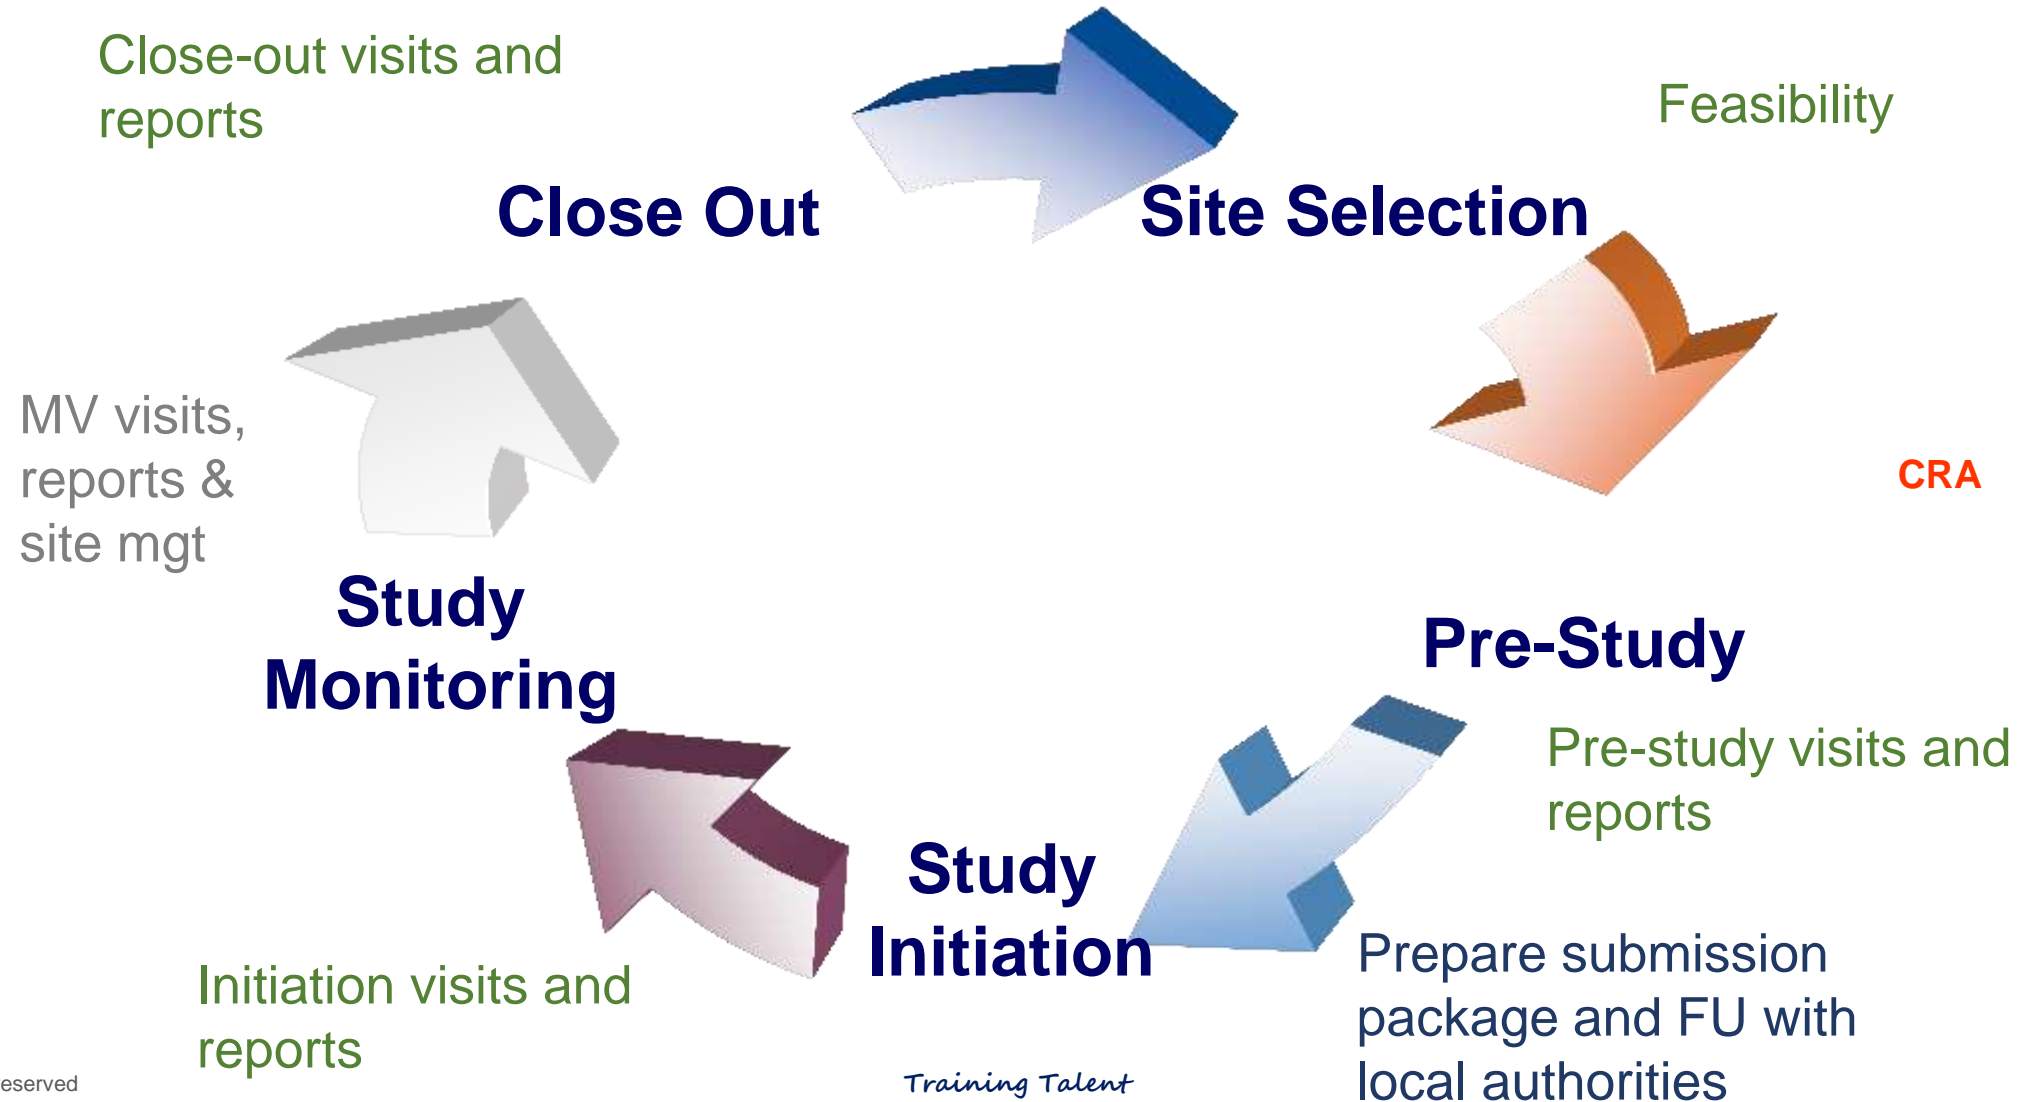 Close-out visits and
reports
Feasibility
Close Out
Site Selection
MV visits,
reports &
site mgt
CRA
Study
Monitoring
Pre-Study
Pre-study visits and
reports
Study
Initiation
Prepare submission
package and FU with
local authorities
Initiation visits and
reports
eserved
Training Talent